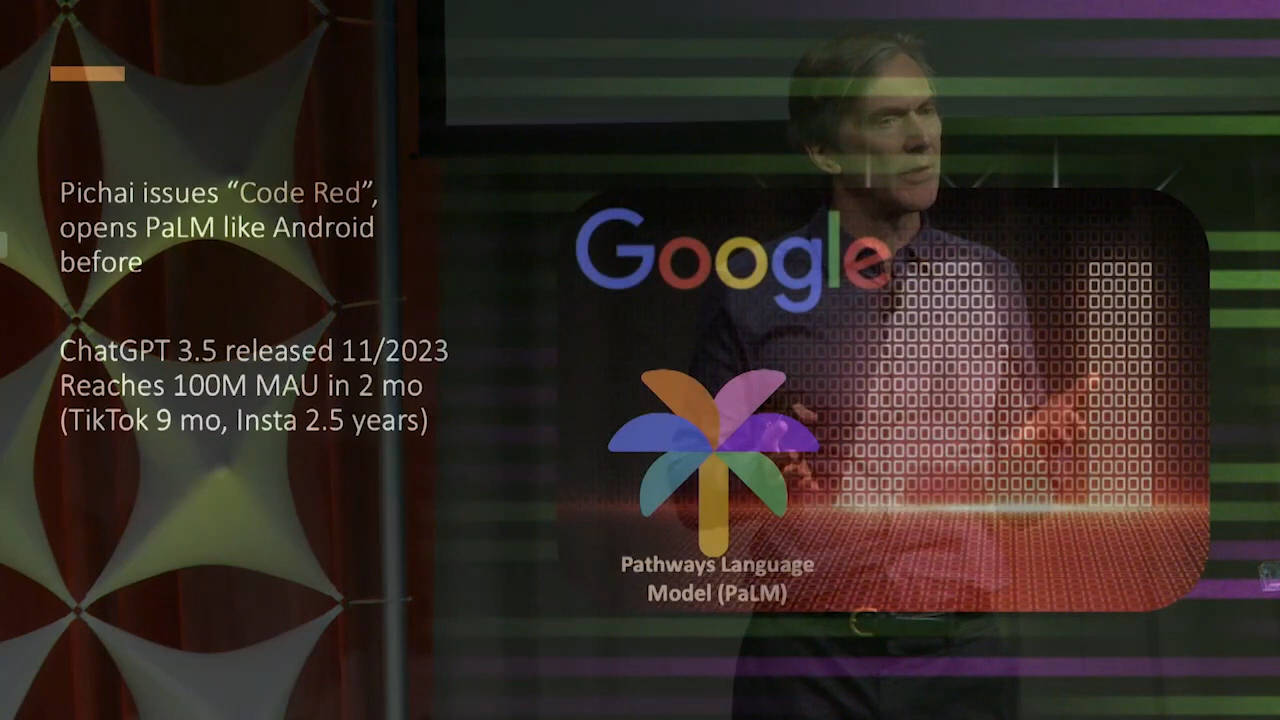 Pichai issues “Code Red”,
opens PaLM like Android
before
ChatGPT 3.5 released 11/2023
Reaches 100M MAU in 2 mo
(TikTok 9 mo, Insta 2.5 years)
Google
Pathways Language
Model (PaLM)